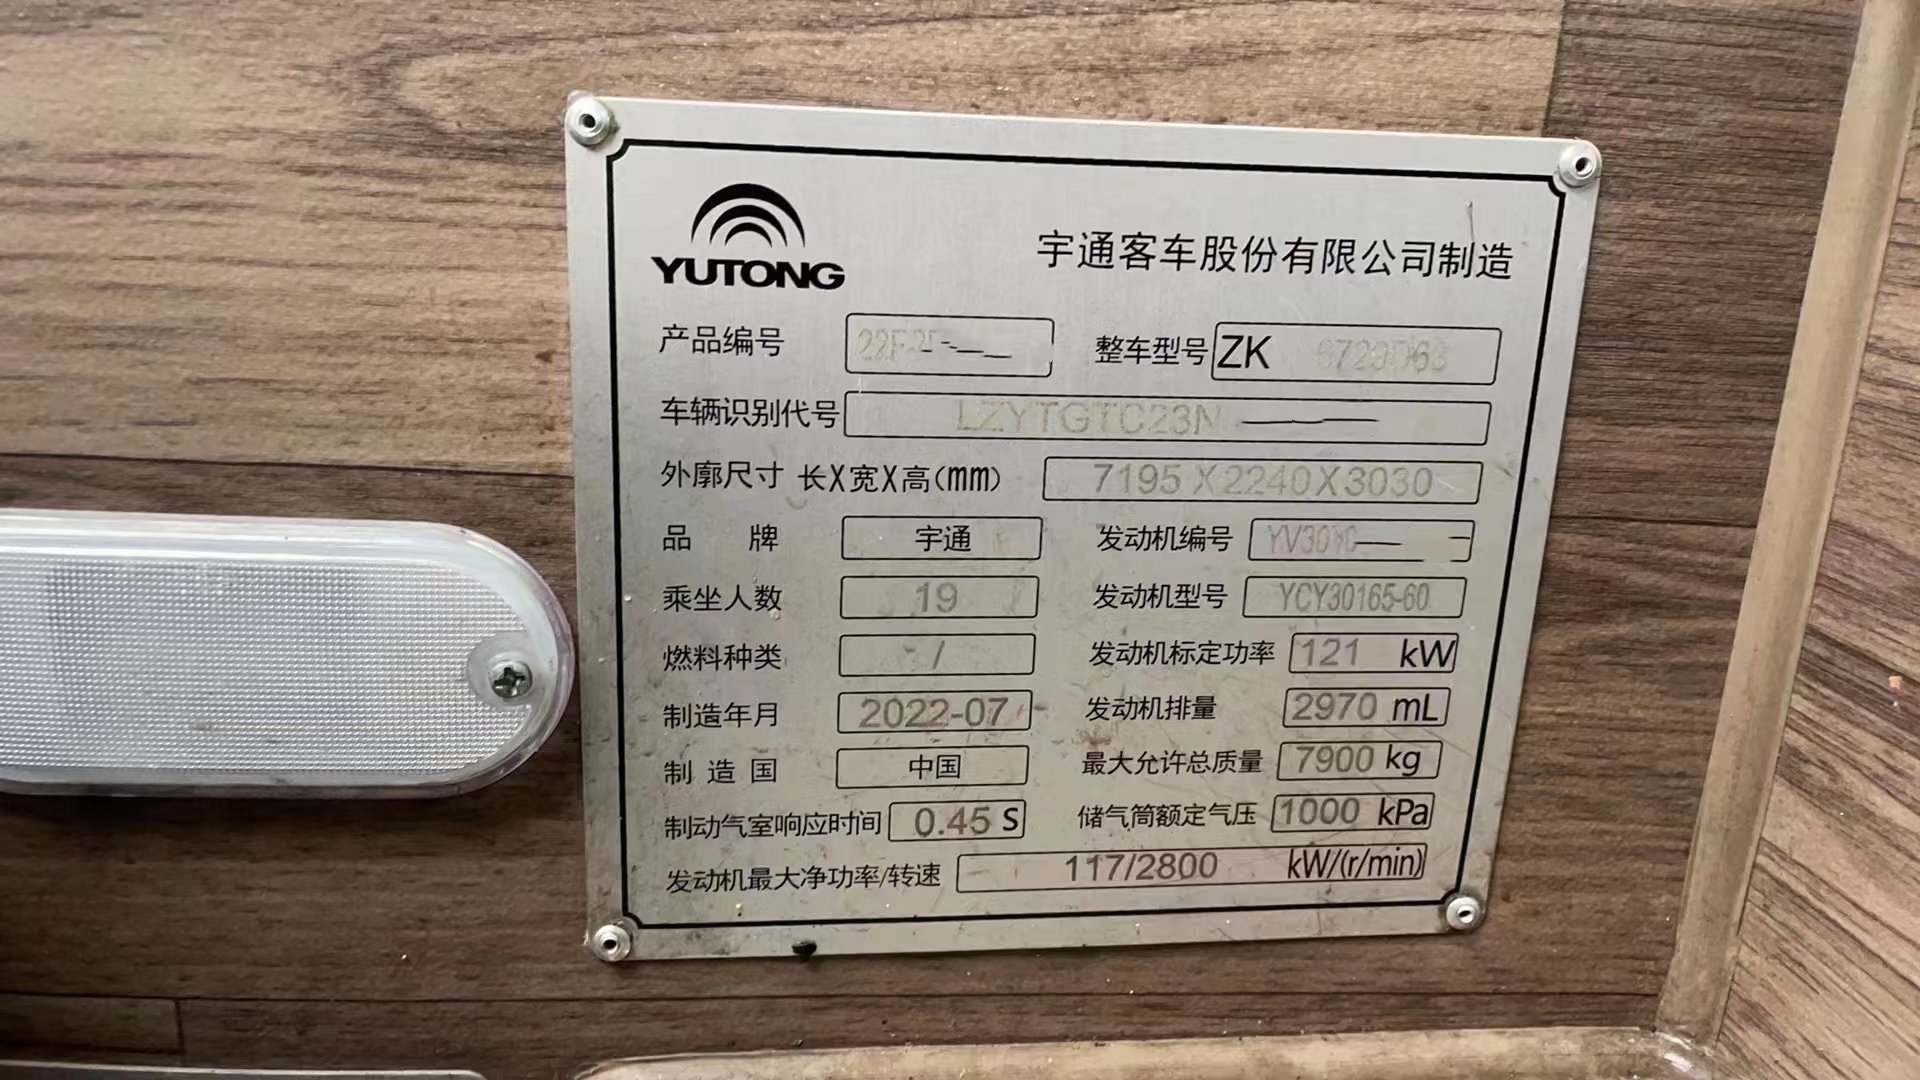 YUTONG
宇通客车股份有限公司制造
产品编号 整车型号 ZK
车辆识别代号 LZYTGTC23N
外廓尺寸 长X宽X高(mm) 7195X2240X3030
品 牌 宇通 发动机编号
乘坐人数 19 发动机型号 YCY30165-60
燃料种类 / 发动机标定功率 121 kW
制造年月 2022-07 发动机排量 2970 mL
制造国 中国 最大允许总质量 7900 kg
制动气室响应时间 0.45 S 储气筒额定气压 1000 kPa
发动机最大净功率/转速 117/2800 kW/(r/min)